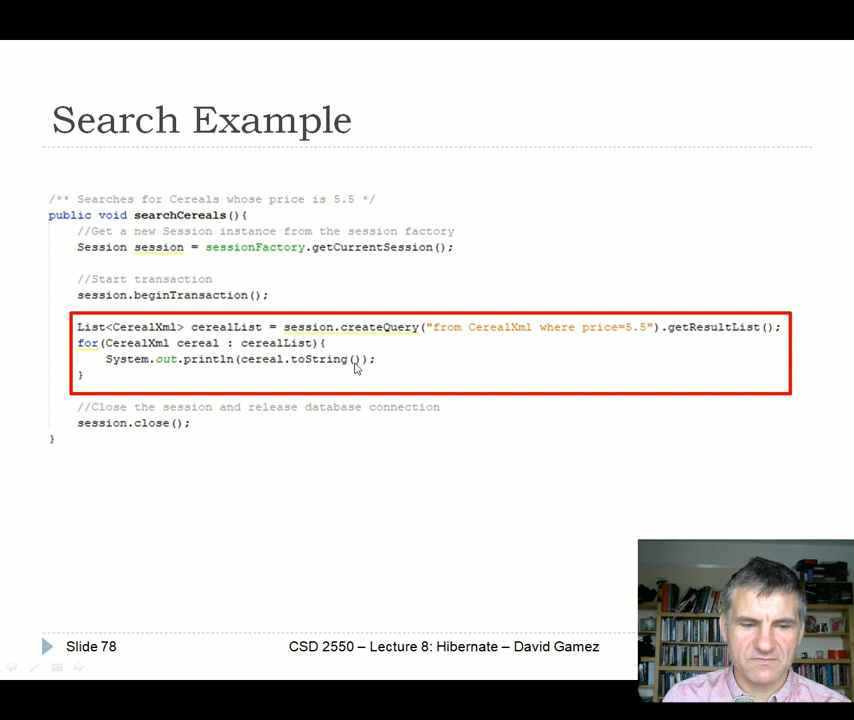 Search Example
/** Searches for Cereals whose price is 5.5 */
public void searchCereals(){
//Get a new Session instance from the session factory
Session session = sessionFactory.getCurrentSession();
//Start transaction
session.beginTransaction();
List<CerealXml> cerealList = session.createQuery("from CerealXml where price=5.5").getResultList();
for(CerealXml cereal : cerealList){
System.out.println(cereal.toString());
}
//Close the session and release database connection
session.close();
}
Slide 78
CSD 2550 – Lecture 8: Hibernate – David Gamez